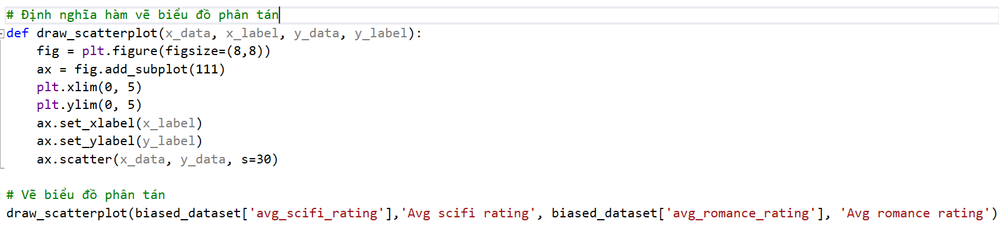 # Định nghĩa hàm vẽ biểu đồ phân tán
def draw_scatterplot(x_data, x_label, y_data, y_label):
    fig = plt.figure(figsize=(8,8))
    ax = fig.add_subplot(111)
    plt.xlim(0, 5)
    plt.ylim(0, 5)
    ax.set_xlabel(x_label)
    ax.set_ylabel(y_label)
    ax.scatter(x_data, y_data, s=30)

# Vẽ biểu đồ phân tán
draw_scatterplot(biased_dataset['avg_scifi_rating'],'Avg scifi rating', biased_dataset['avg_romance_rating'], 'Avg romance rating')